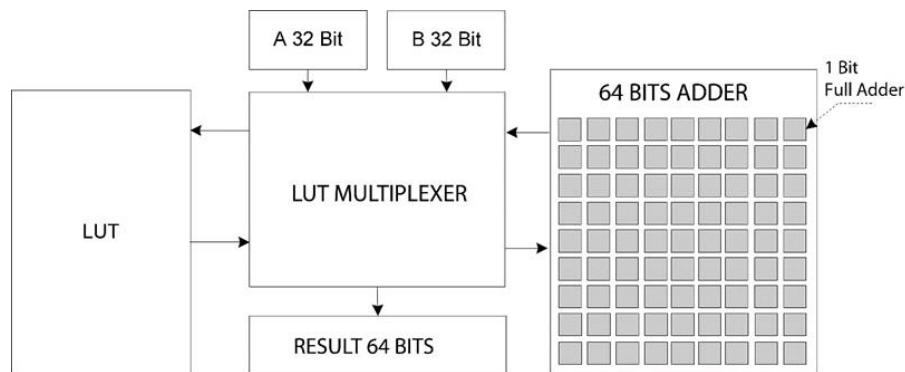 A 32 Bit
B 32 Bit
1 Bit
Full Adder
64 BITS ADDER
LUT MULTIPLEXER
LUT
RESULT 64 BITS